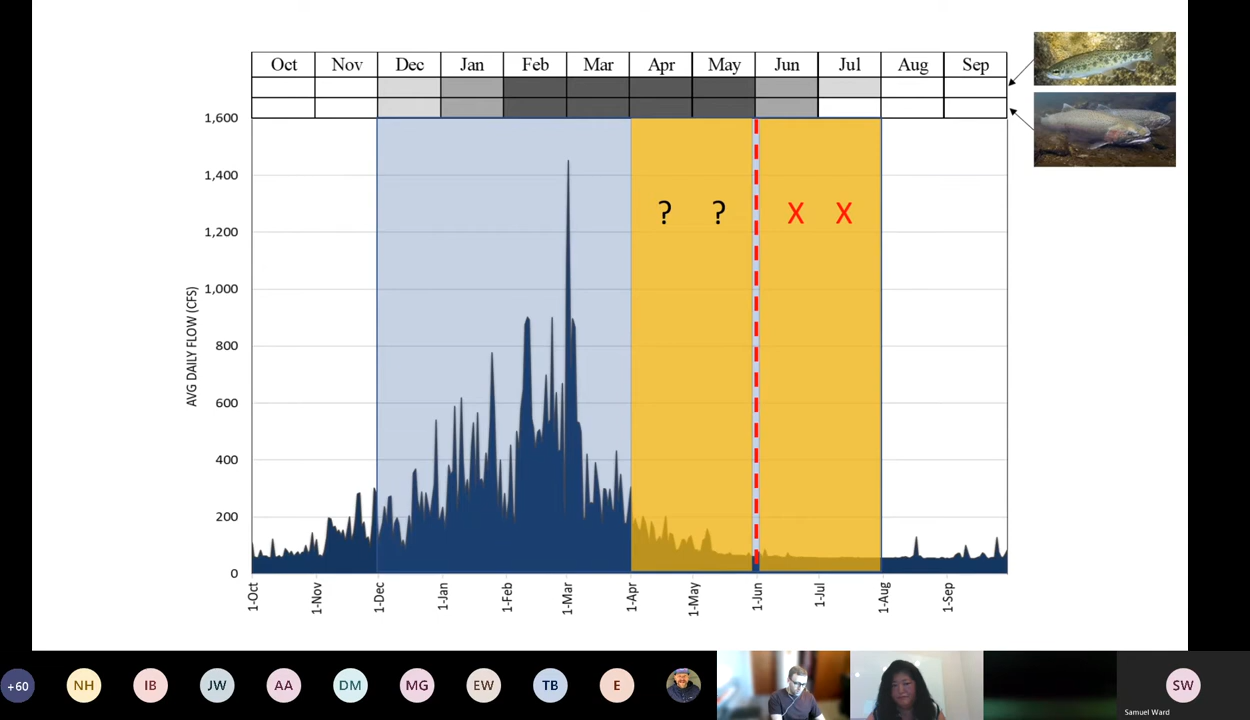 Oct Nov Dec Jan Feb Mar Apr May Jun Jul Aug Sep
1,600
1,400
? ? X X
1,200
1,000
800
600
400
200
0
AVG DAILY FLOW (CFS)
1-Oct 1-Nov 1-Dec 1-Jan 1-Feb 1-Mar 1-Apr 1-May 1-Jun 1-Jul 1-Aug 1-Sep
+60 NH IB JW AA DM MG EW TB E SW
Samuel Ward